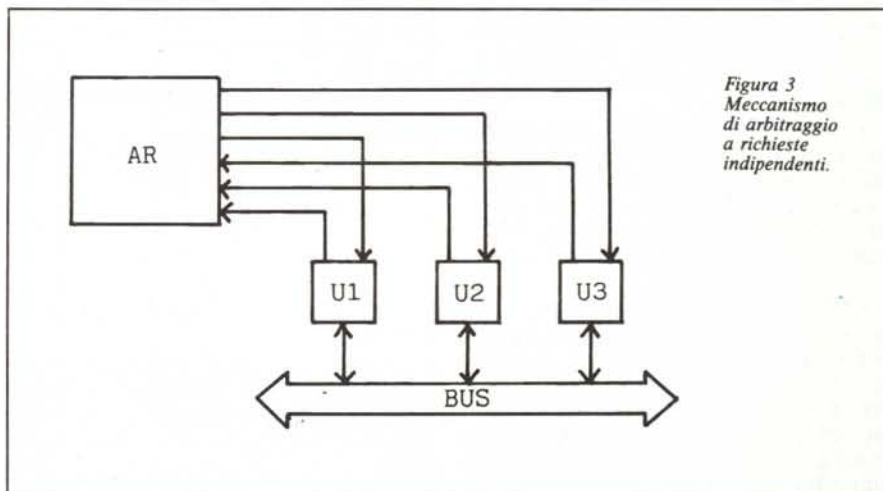 AR
Figura 3
Meccanismo
di arbitraggio
a richieste
indipendenti.
U1 U2 U3
BUS